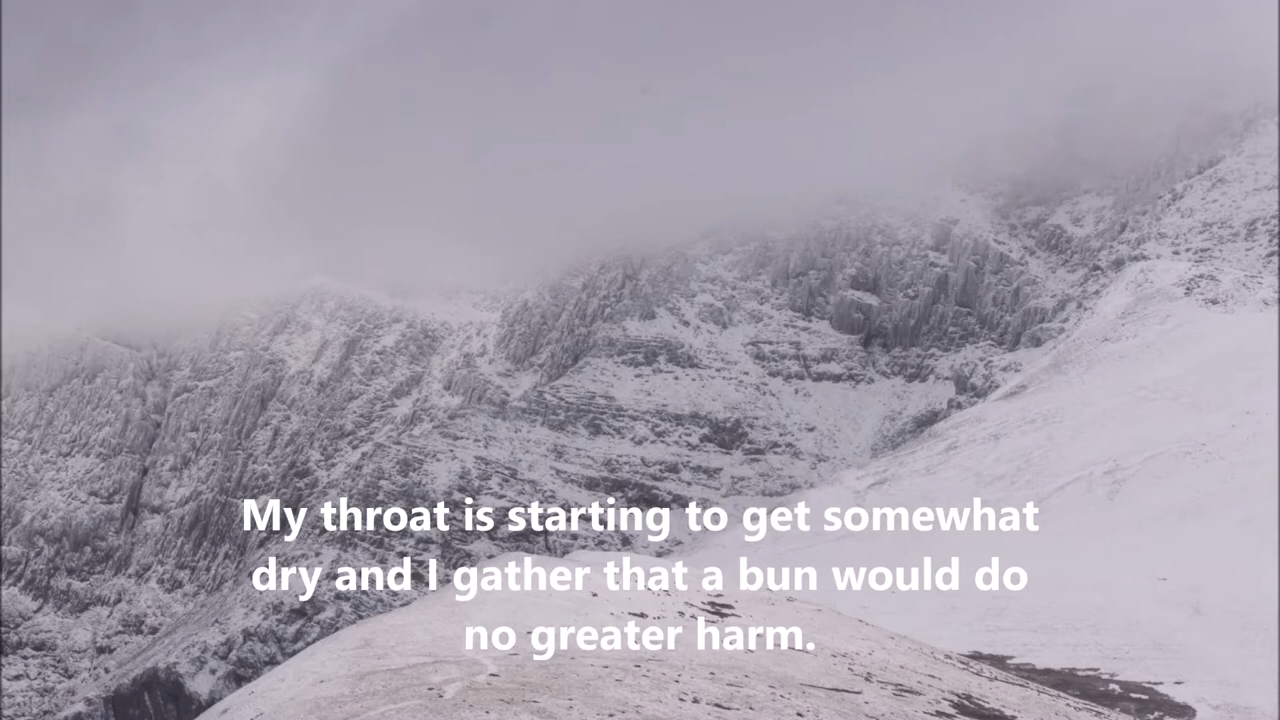 My throat is starting to get somewhat
dry and I gather that a bun would do
no greater harm.